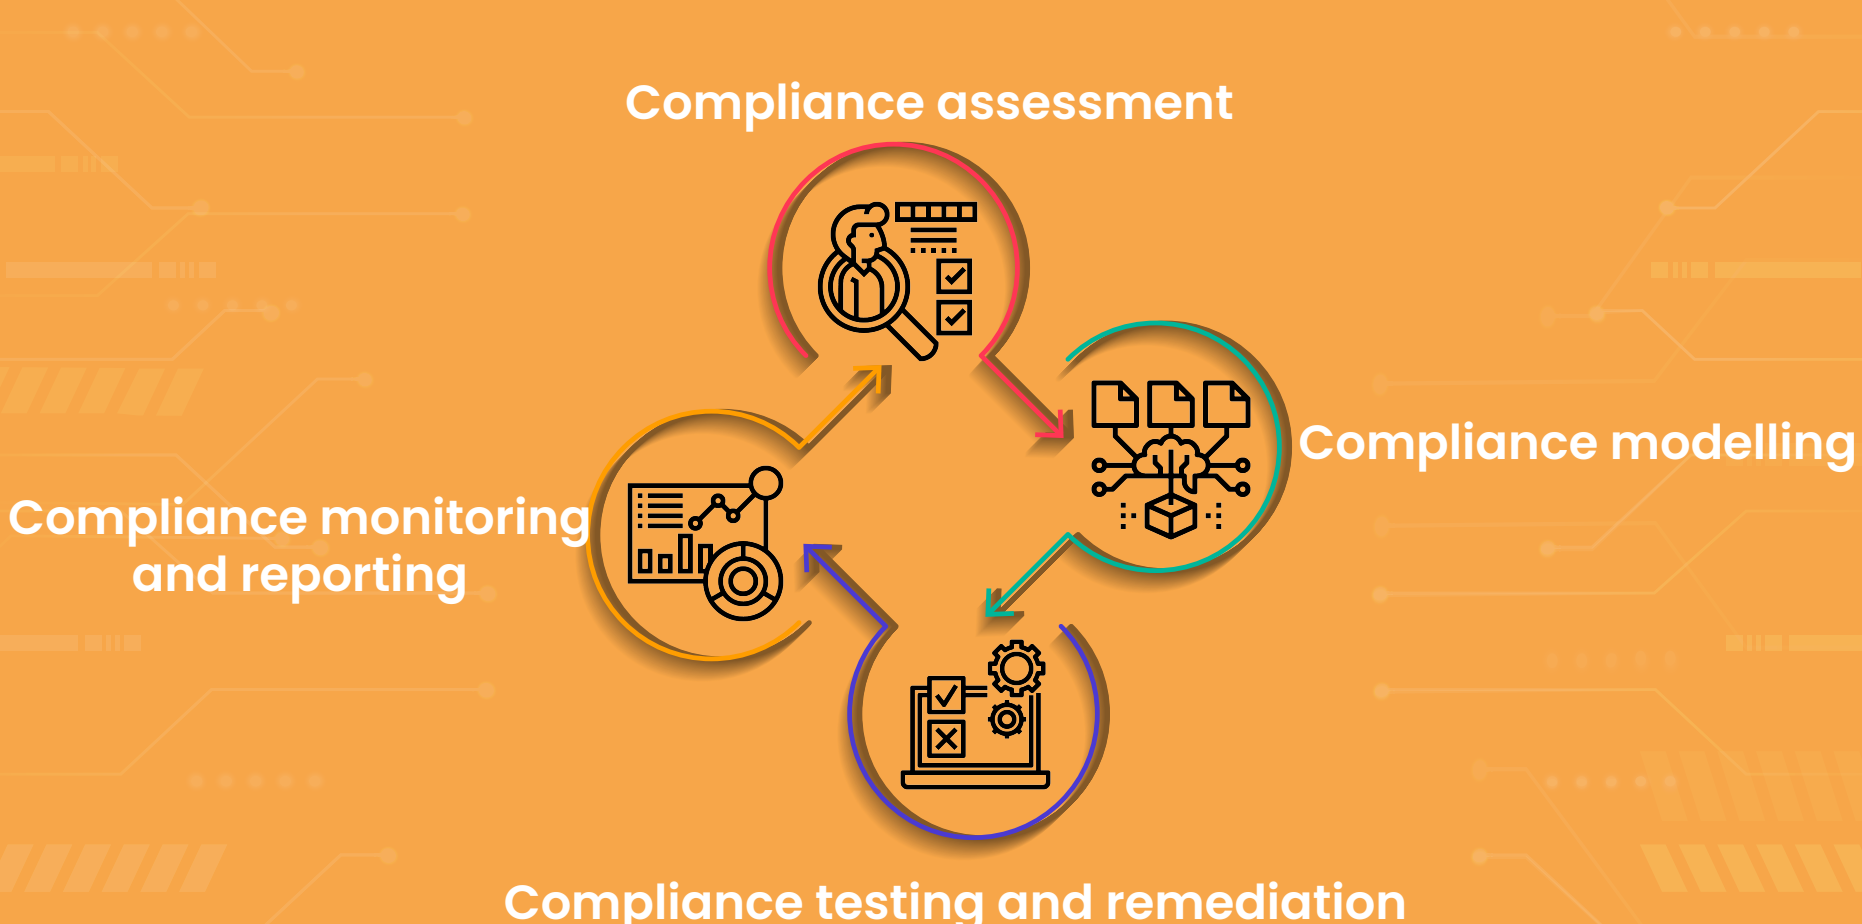 Compliance assessment
Compliance modelling
Compliance monitoring
and reporting
Compliance testing and remediation